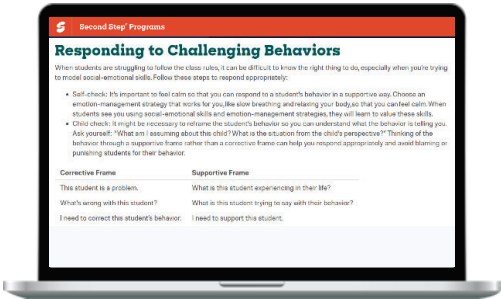 Second Step® Programs
Responding to Challenging Behaviors
When students are struggling to follow the class rules, it can be difficult to know the right thing to do, especially when you're trying
to model social-emotional skills. Follow these steps to respond appropriately:
• Self-check: It's important to feel calm so that you can respond to a student's behavior in a supportive way. Choose an
emotion-management strategy that works for you, like slow breathing and relaxing your body, so that you can feel calm. When
students see you using social-emotional skills and emotion-management strategies, they will learn to value these skills.
• Child check: It might be necessary to reframe the student's behavior so you can understand what the behavior is telling you.
Ask yourself: "What am I assuming about this child? What is the situation from the child's perspective?" Thinking of the
behavior through a supportive frame rather than a corrective frame can help you respond appropriately and avoid blaming or
punishing students for their behavior.
Corrective Frame Supportive Frame
This student is a problem. What is this student experiencing in their life?
What's wrong with this student? What is this student trying to say with their behavior?
I need to correct this student's behavior. I need to support this student.